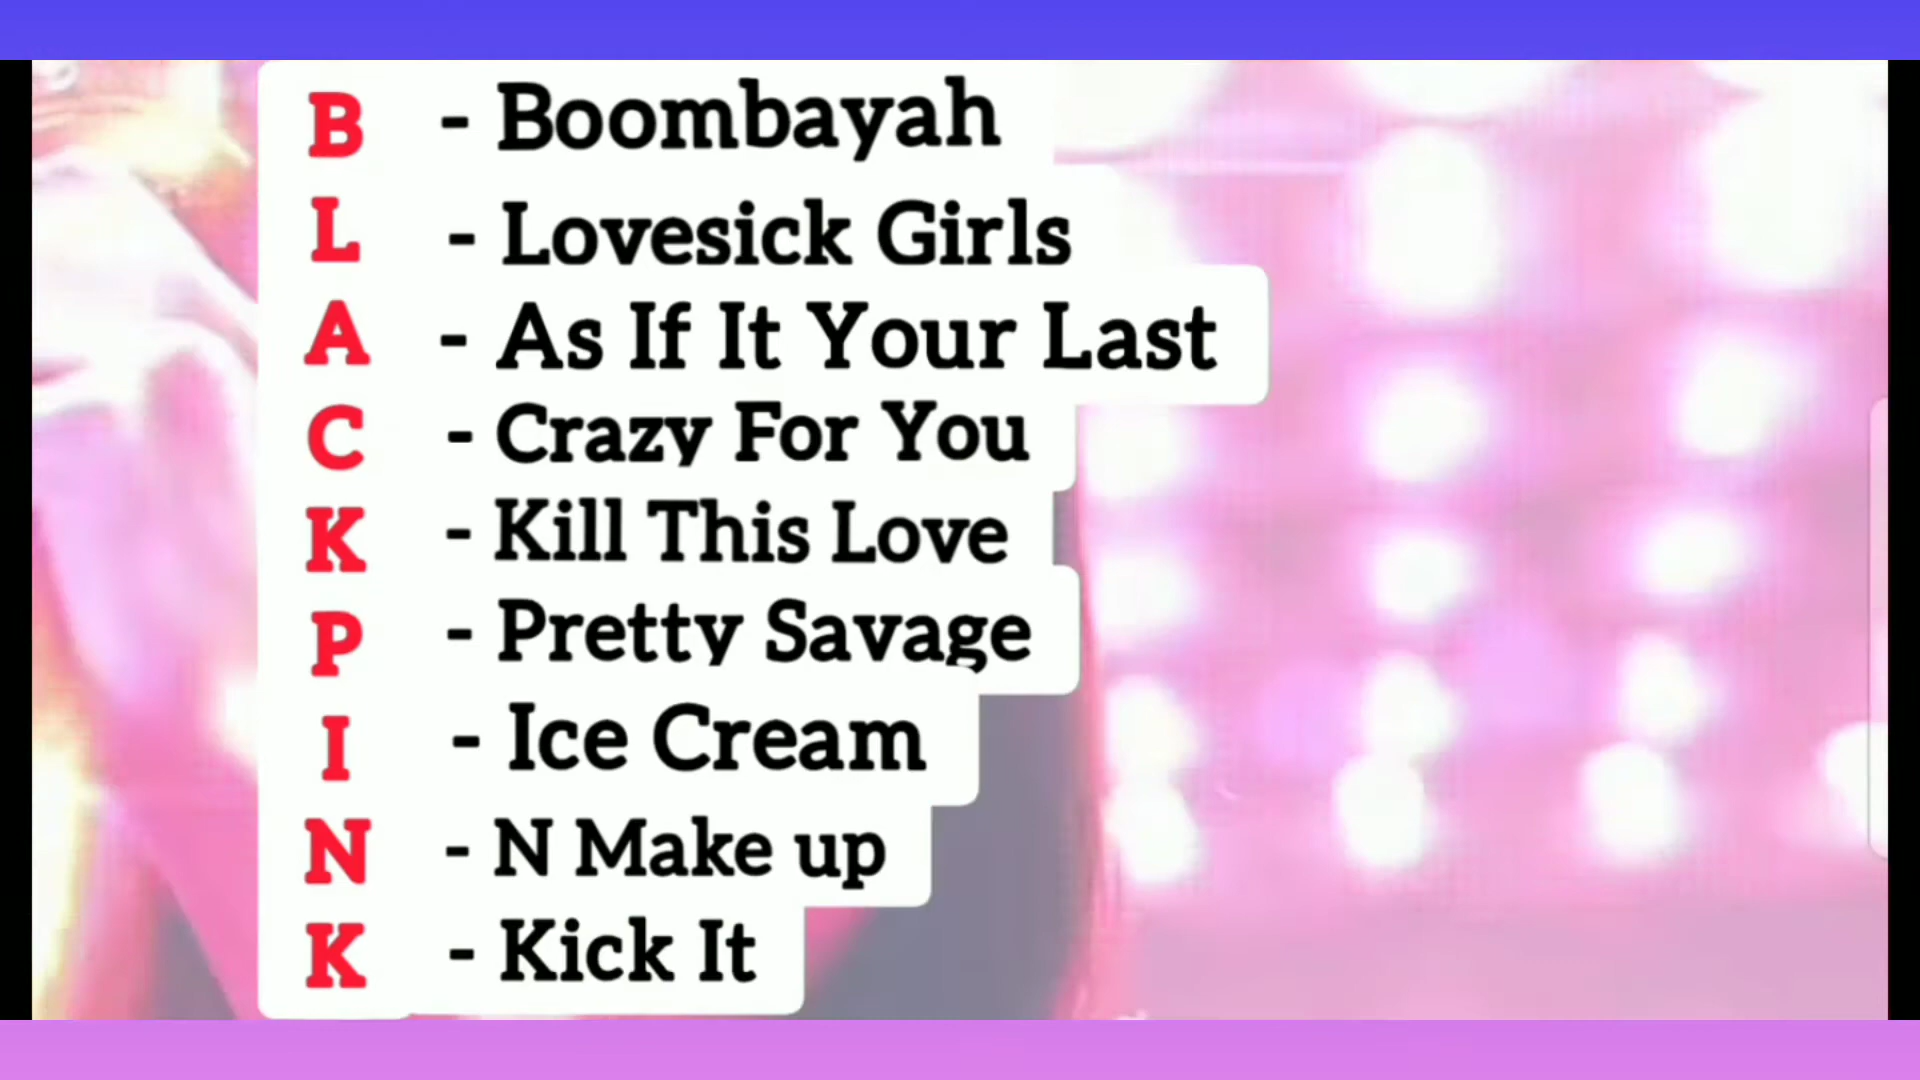 B - Boombayah
L - Lovesick Girls
A - As If It Your Last
C - Crazy For You
K - Kill This Love
P - Pretty Savage
I - Ice Cream
N - N Make up
K - Kick It